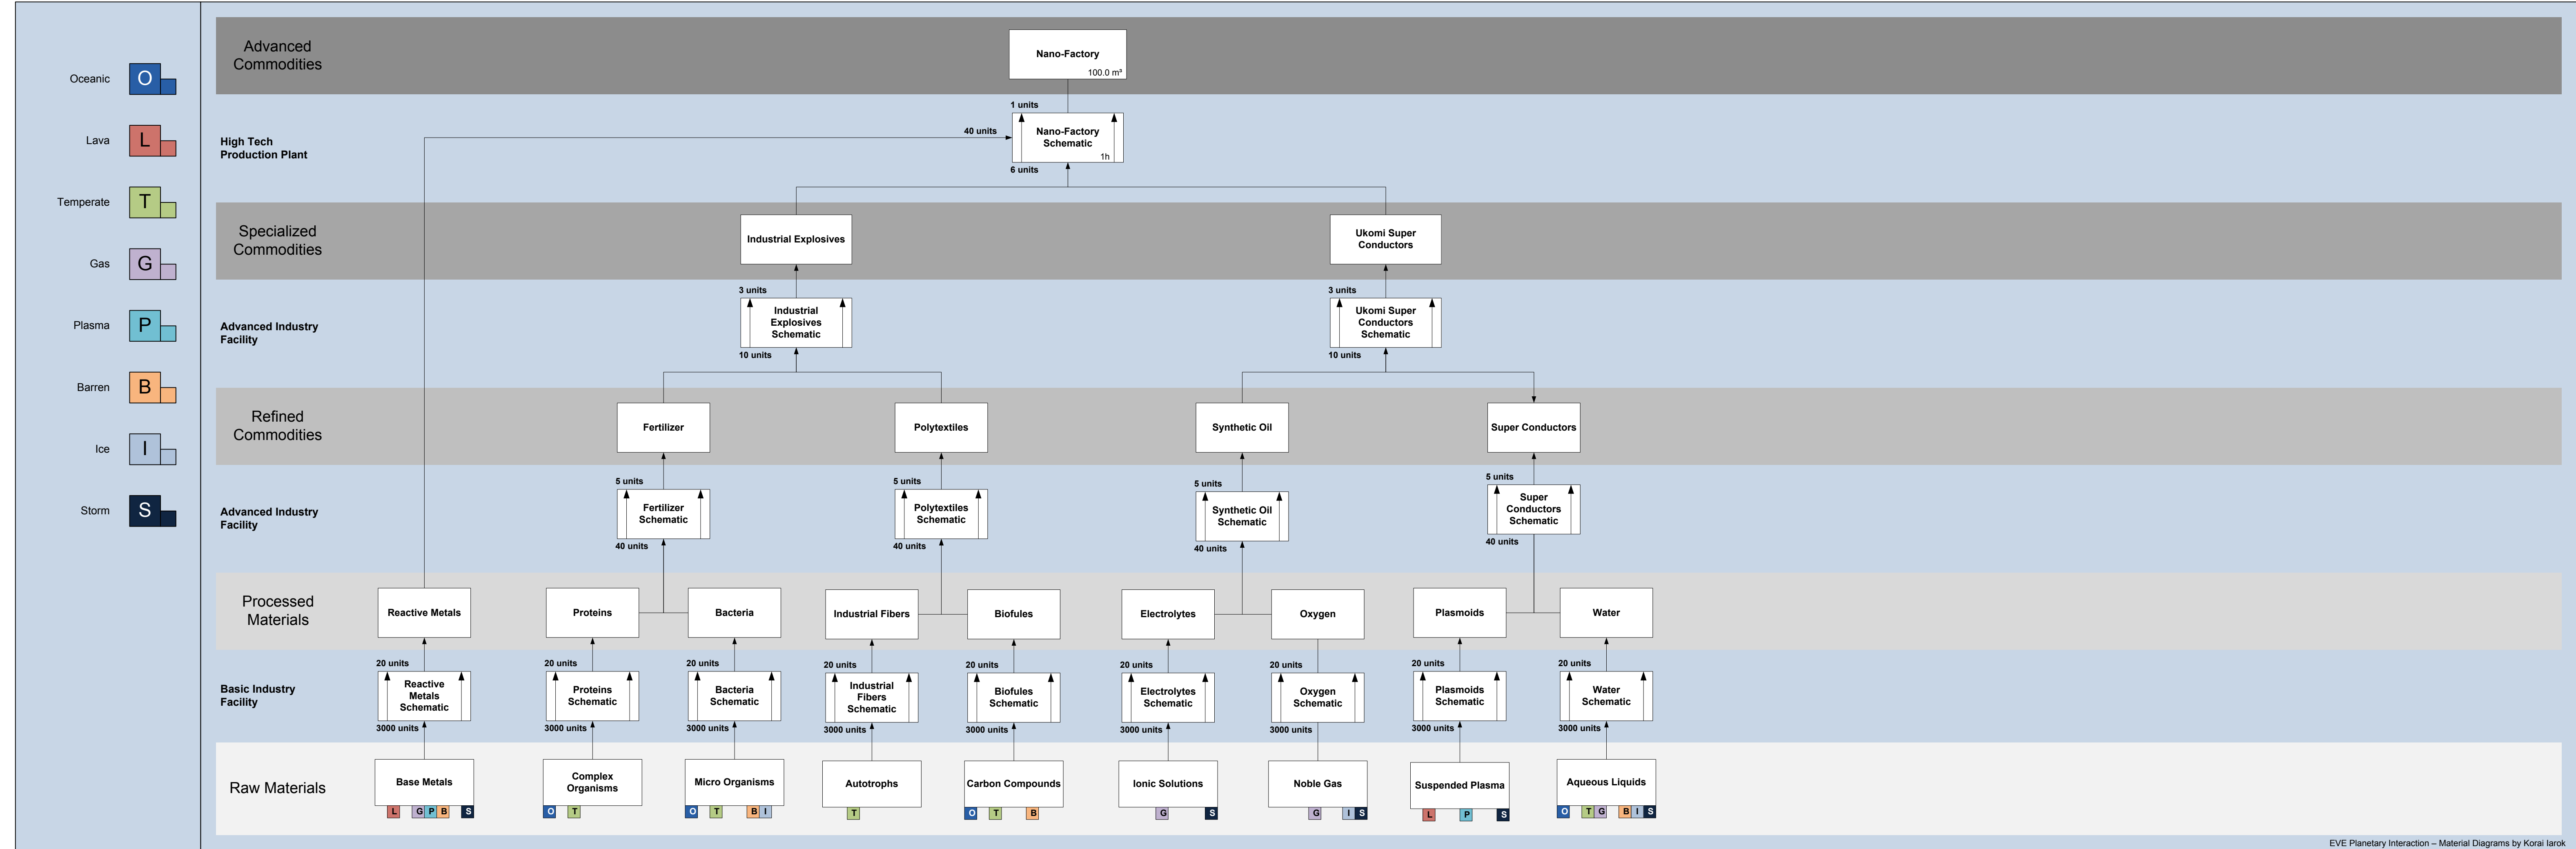 Oceanic
O
Lava
L
Temperate
T
Gas
G
Plasma
P
Barren
B
Ice
I
Storm
S
Advanced
Commodities
Nano-Factory
100.0 m³
1 units
High Tech
Production Plant
40 units
Nano-Factory
Schematic
1h
6 units
Specialized
Commodities
Industrial Explosives
Ukomi Super
Conductors
3 units
3 units
Advanced Industry
Facility
Industrial
Explosives
Schematic
Ukomi Super
Conductors
Schematic
10 units
10 units
Refined
Commodities
Fertilizer
Polytextiles
Synthetic Oil
Super Conductors
5 units
5 units
5 units
5 units
Advanced Industry
Facility
Fertilizer
Schematic
Polytextiles
Schematic
Synthetic Oil
Schematic
Super
Conductors
Schematic
40 units
40 units
40 units
40 units
Processed
Materials
Reactive Metals
Proteins
Bacteria
Industrial Fibers
Biofules
Electrolytes
Oxygen
Plasmoids
Water
20 units
20 units
20 units
20 units
20 units
20 units
20 units
20 units
20 units
Basic Industry
Facility
Reactive
Metals
Schematic
Proteins
Schematic
Bacteria
Schematic
Industrial
Fibers
Schematic
Biofules
Schematic
Electrolytes
Schematic
Oxygen
Schematic
Plasmoids
Schematic
Water
Schematic
3000 units
3000 units
3000 units
3000 units
3000 units
3000 units
3000 units
3000 units
3000 units
Raw Materials
Base Metals
L G P B S
Complex
Organisms
O T
Micro Organisms
O T B I
Autotrophs
T
Carbon Compounds
O T B
Ionic Solutions
G S
Noble Gas
G I S
Suspended Plasma
L P S
Aqueous Liquids
O T G B I S
EVE Planetary Interaction – Material Diagrams by Korai Iarok